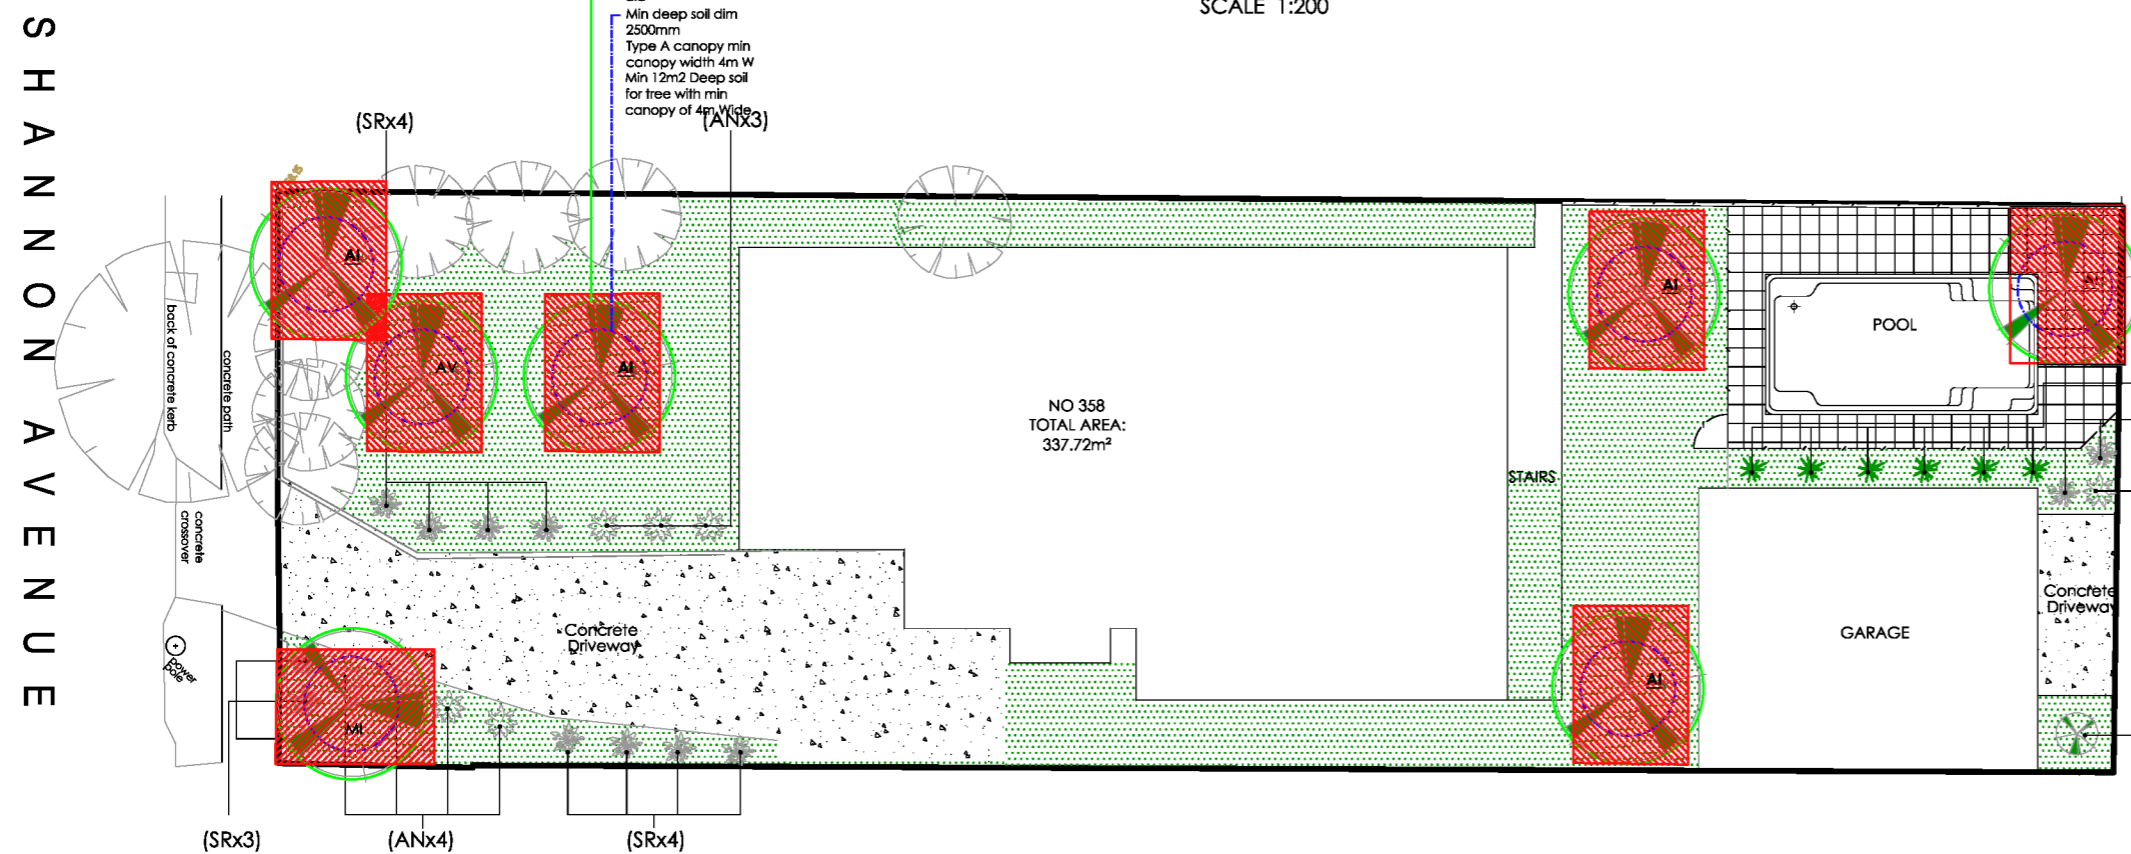 SHANNON AVENUE
SCALE 1:200
Min deep soil dim
2500mm
Type A canopy min
canopy width 4m W
Min 12m2 Deep soil
for tree with min
canopy of 4m Wide
(SRx4)
(ANx3)
AI
AV
AI
AI
POOL
back of concrete kerb
concrete path
NO 358
TOTAL AREA:
337.72m²
STAIRS
concrete
crossover
Concrete
Driveway
Concrete
Driveway
GARAGE
power
pole
MI
AI
(SRx3)
(ANx4)
(SRx4)